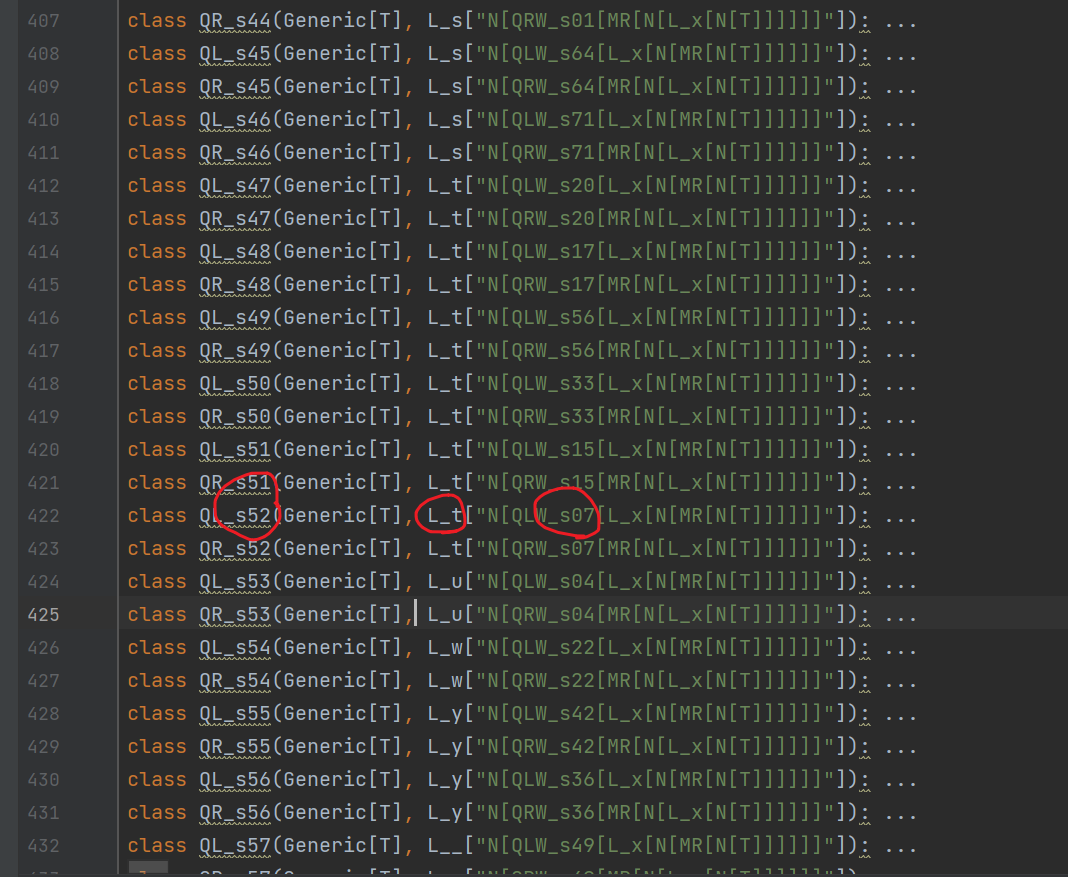 407 class QR_s44(Generic[T], L_s["N[QRW_s01[MR[N[L_x[N[T]]]]]]"]): ...
408 class QL_s45(Generic[T], L_s["N[QLW_s64[L_x[N[MR[N[T]]]]]]"]): ...
409 class QR_s45(Generic[T], L_s["N[QRW_s64[MR[N[L_x[N[T]]]]]]"]): ...
410 class QL_s46(Generic[T], L_s["N[QLW_s71[L_x[N[MR[N[T]]]]]]"]): ...
411 class QR_s46(Generic[T], L_s["N[QRW_s71[MR[N[L_x[N[T]]]]]]"]): ...
412 class QL_s47(Generic[T], L_t["N[QLW_s20[L_x[N[MR[N[T]]]]]]"]): ...
413 class QR_s47(Generic[T], L_t["N[QRW_s20[MR[N[L_x[N[T]]]]]]"]): ...
414 class QL_s48(Generic[T], L_t["N[QLW_s17[L_x[N[MR[N[T]]]]]]"]): ...
415 class QR_s48(Generic[T], L_t["N[QRW_s17[MR[N[L_x[N[T]]]]]]"]): ...
416 class QL_s49(Generic[T], L_t["N[QLW_s56[L_x[N[MR[N[T]]]]]]"]): ...
417 class QR_s49(Generic[T], L_t["N[QRW_s56[MR[N[L_x[N[T]]]]]]"]): ...
418 class QL_s50(Generic[T], L_t["N[QLW_s33[L_x[N[MR[N[T]]]]]]"]): ...
419 class QR_s50(Generic[T], L_t["N[QRW_s33[MR[N[L_x[N[T]]]]]]"]): ...
420 class QL_s51(Generic[T], L_t["N[QLW_s15[L_x[N[MR[N[T]]]]]]"]): ...
421 class QR_s51(Generic[T], L_t["N[QRW_s15[MR[N[L_x[N[T]]]]]]"]): ...
422 class QL_s52(Generic[T], L_t["N[QLW_s07[L_x[N[MR[N[T]]]]]]"]): ...
423 class QR_s52(Generic[T], L_t["N[QRW_s07[MR[N[L_x[N[T]]]]]]"]): ...
424 class QL_s53(Generic[T], L_u["N[QLW_s04[L_x[N[MR[N[T]]]]]]"]): ...
425 class QR_s53(Generic[T], L_u["N[QRW_s04[MR[N[L_x[N[T]]]]]]"]): ...
426 class QL_s54(Generic[T], L_w["N[QLW_s22[L_x[N[MR[N[T]]]]]]"]): ...
427 class QR_s54(Generic[T], L_w["N[QRW_s22[MR[N[L_x[N[T]]]]]]"]): ...
428 class QL_s55(Generic[T], L_y["N[QLW_s42[L_x[N[MR[N[T]]]]]]"]): ...
429 class QR_s55(Generic[T], L_y["N[QRW_s42[MR[N[L_x[N[T]]]]]]"]): ...
430 class QL_s56(Generic[T], L_y["N[QLW_s36[L_x[N[MR[N[T]]]]]]"]): ...
431 class QR_s56(Generic[T], L_y["N[QRW_s36[MR[N[L_x[N[T]]]]]]"]): ...
432 class QL_s57(Generic[T], L__["N[QLW_s49[L_x[N[MR[N[T]]]]]]"]): ...